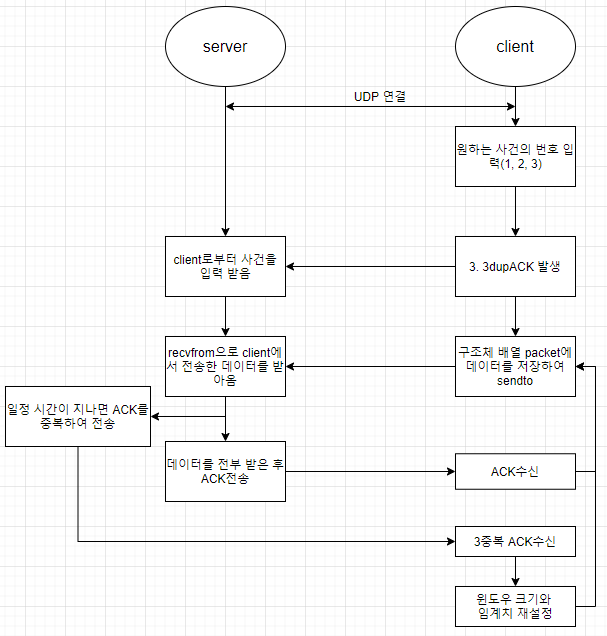 server
client
UDP 연결
원하는 사건의 번호 입
력(1, 2, 3)
client로부터 사건을
입력 받음
3. 3dupACK 발생
recvfrom으로 client에
서 전송한 데이터를 받
아옴
구조체 배열 packet에
데이터를 저장하여
sendto
일정 시간이 지나면 ACK를
중복하여 전송
데이터를 전부 받은 후
ACK전송
ACK수신
3중복 ACK수신
윈도우 크기와
임계치 재설정